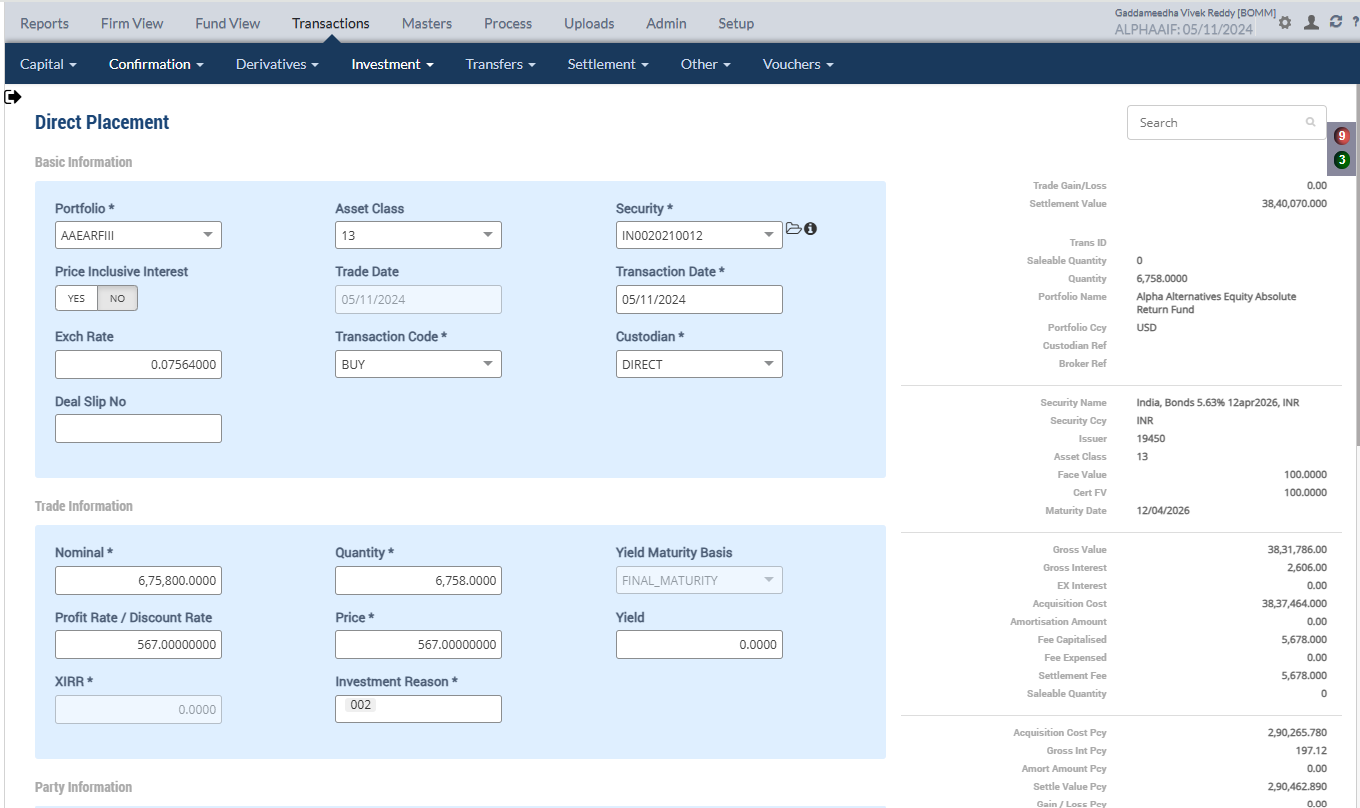 Reports Firm View Fund View Transactions Masters Process Uploads Admin Setup
Gaddameedha Vivek Reddy [BOMM]
ALPHAAIF: 05/11/2024
?
Capital Confirmation Derivatives Investment Transfers Settlement Other Vouchers
Direct Placement
Search
9
3
Basic Information
Portfolio * Asset Class Security *
AAEARFIII 13 IN0020210012
Price Inclusive Interest Trade Date Transaction Date *
YES NO 05/11/2024 05/11/2024
Exch Rate Transaction Code * Custodian *
0.07564000 BUY DIRECT
Deal Slip No
Trade Information
Nominal * Quantity * Yield Maturity Basis
6,75,800.0000 6,758.0000 FINAL_MATURITY
Profit Rate / Discount Rate Price * Yield
567.00000000 567.00000000 0.0000
XIRR * Investment Reason *
0.0000 002
Party Information
Trade Gain/Loss 0.00
Settlement Value 38,40,070.000
Trans ID
Saleable Quantity 0
Quantity 6,758.0000
Portfolio Name Alpha Alternatives Equity Absolute
Return Fund
Portfolio Ccy USD
Custodian Ref
Broker Ref
Security Name India, Bonds 5.63% 12apr2026, INR
Security Ccy INR
Issuer 19450
Asset Class 13
Face Value 100.0000
Cert FV 100.0000
Maturity Date 12/04/2026
Gross Value 38,31,786.00
Gross Interest 2,606.00
EX Interest 0.00
Acquisition Cost 38,37,464.000
Amortisation Amount 0.00
Fee Capitalised 5,678.000
Fee Expensed 0.00
Settlement Fee 5,678.000
Saleable Quantity 0
Acquisition Cost Pcy 2,90,265.780
Gross Int Pcy 197.12
Amort Amount Pcy 0.00
Settle Value Pcy 2,90,462.890
Gain / Loss Pcy 0.00